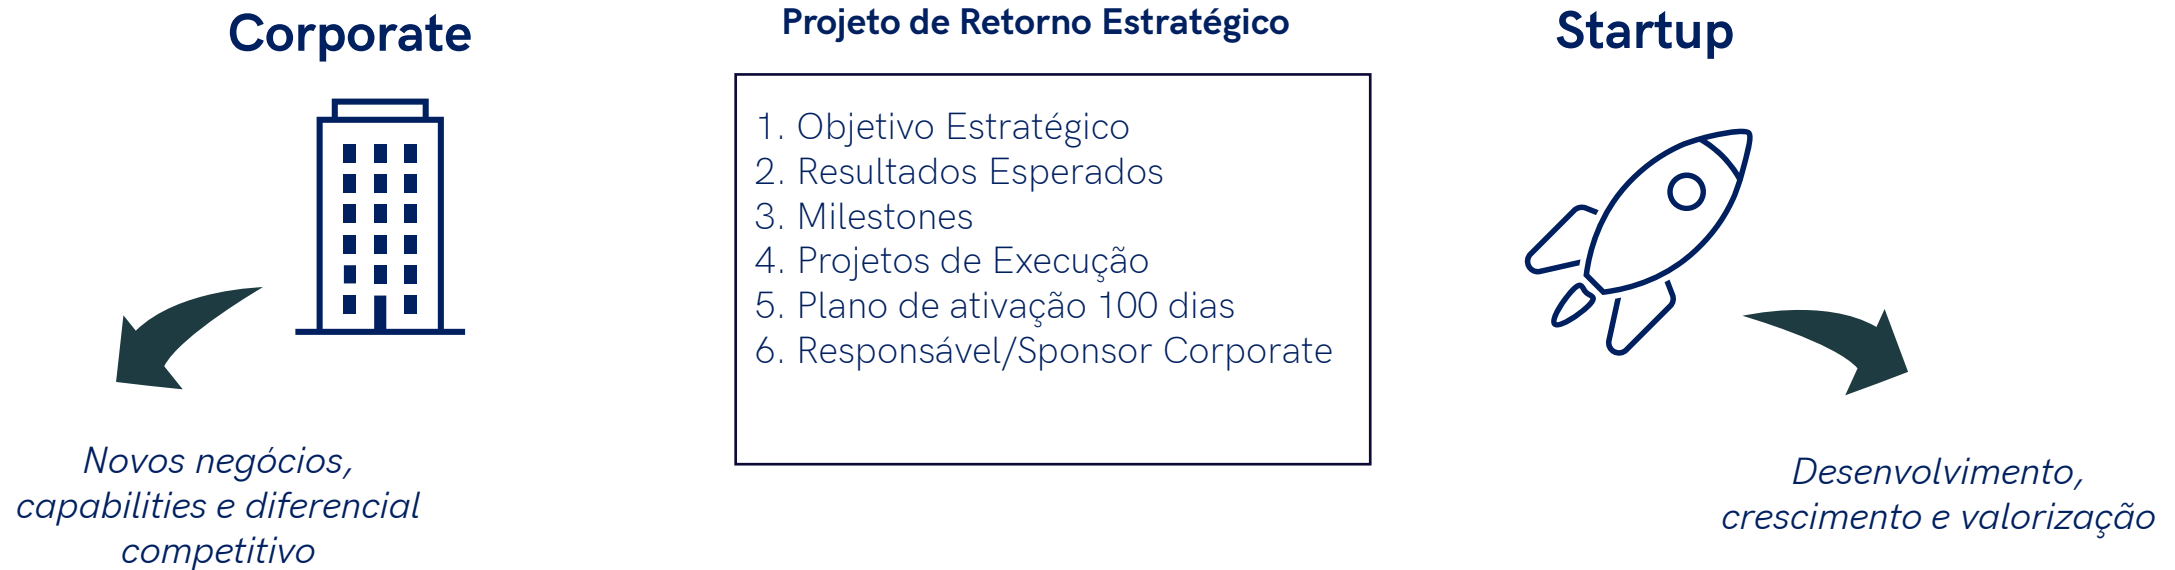 Corporate
Projeto de Retorno Estratégico
Startup
1. Objetivo Estratégico
2. Resultados Esperados
3. Milestones
4. Projetos de Execução
5. Plano de ativação 100 dias
6. Responsável/Sponsor Corporate
Novos negócios,
capabilities e diferencial
competitivo
Desenvolvimento,
crescimento e valorização